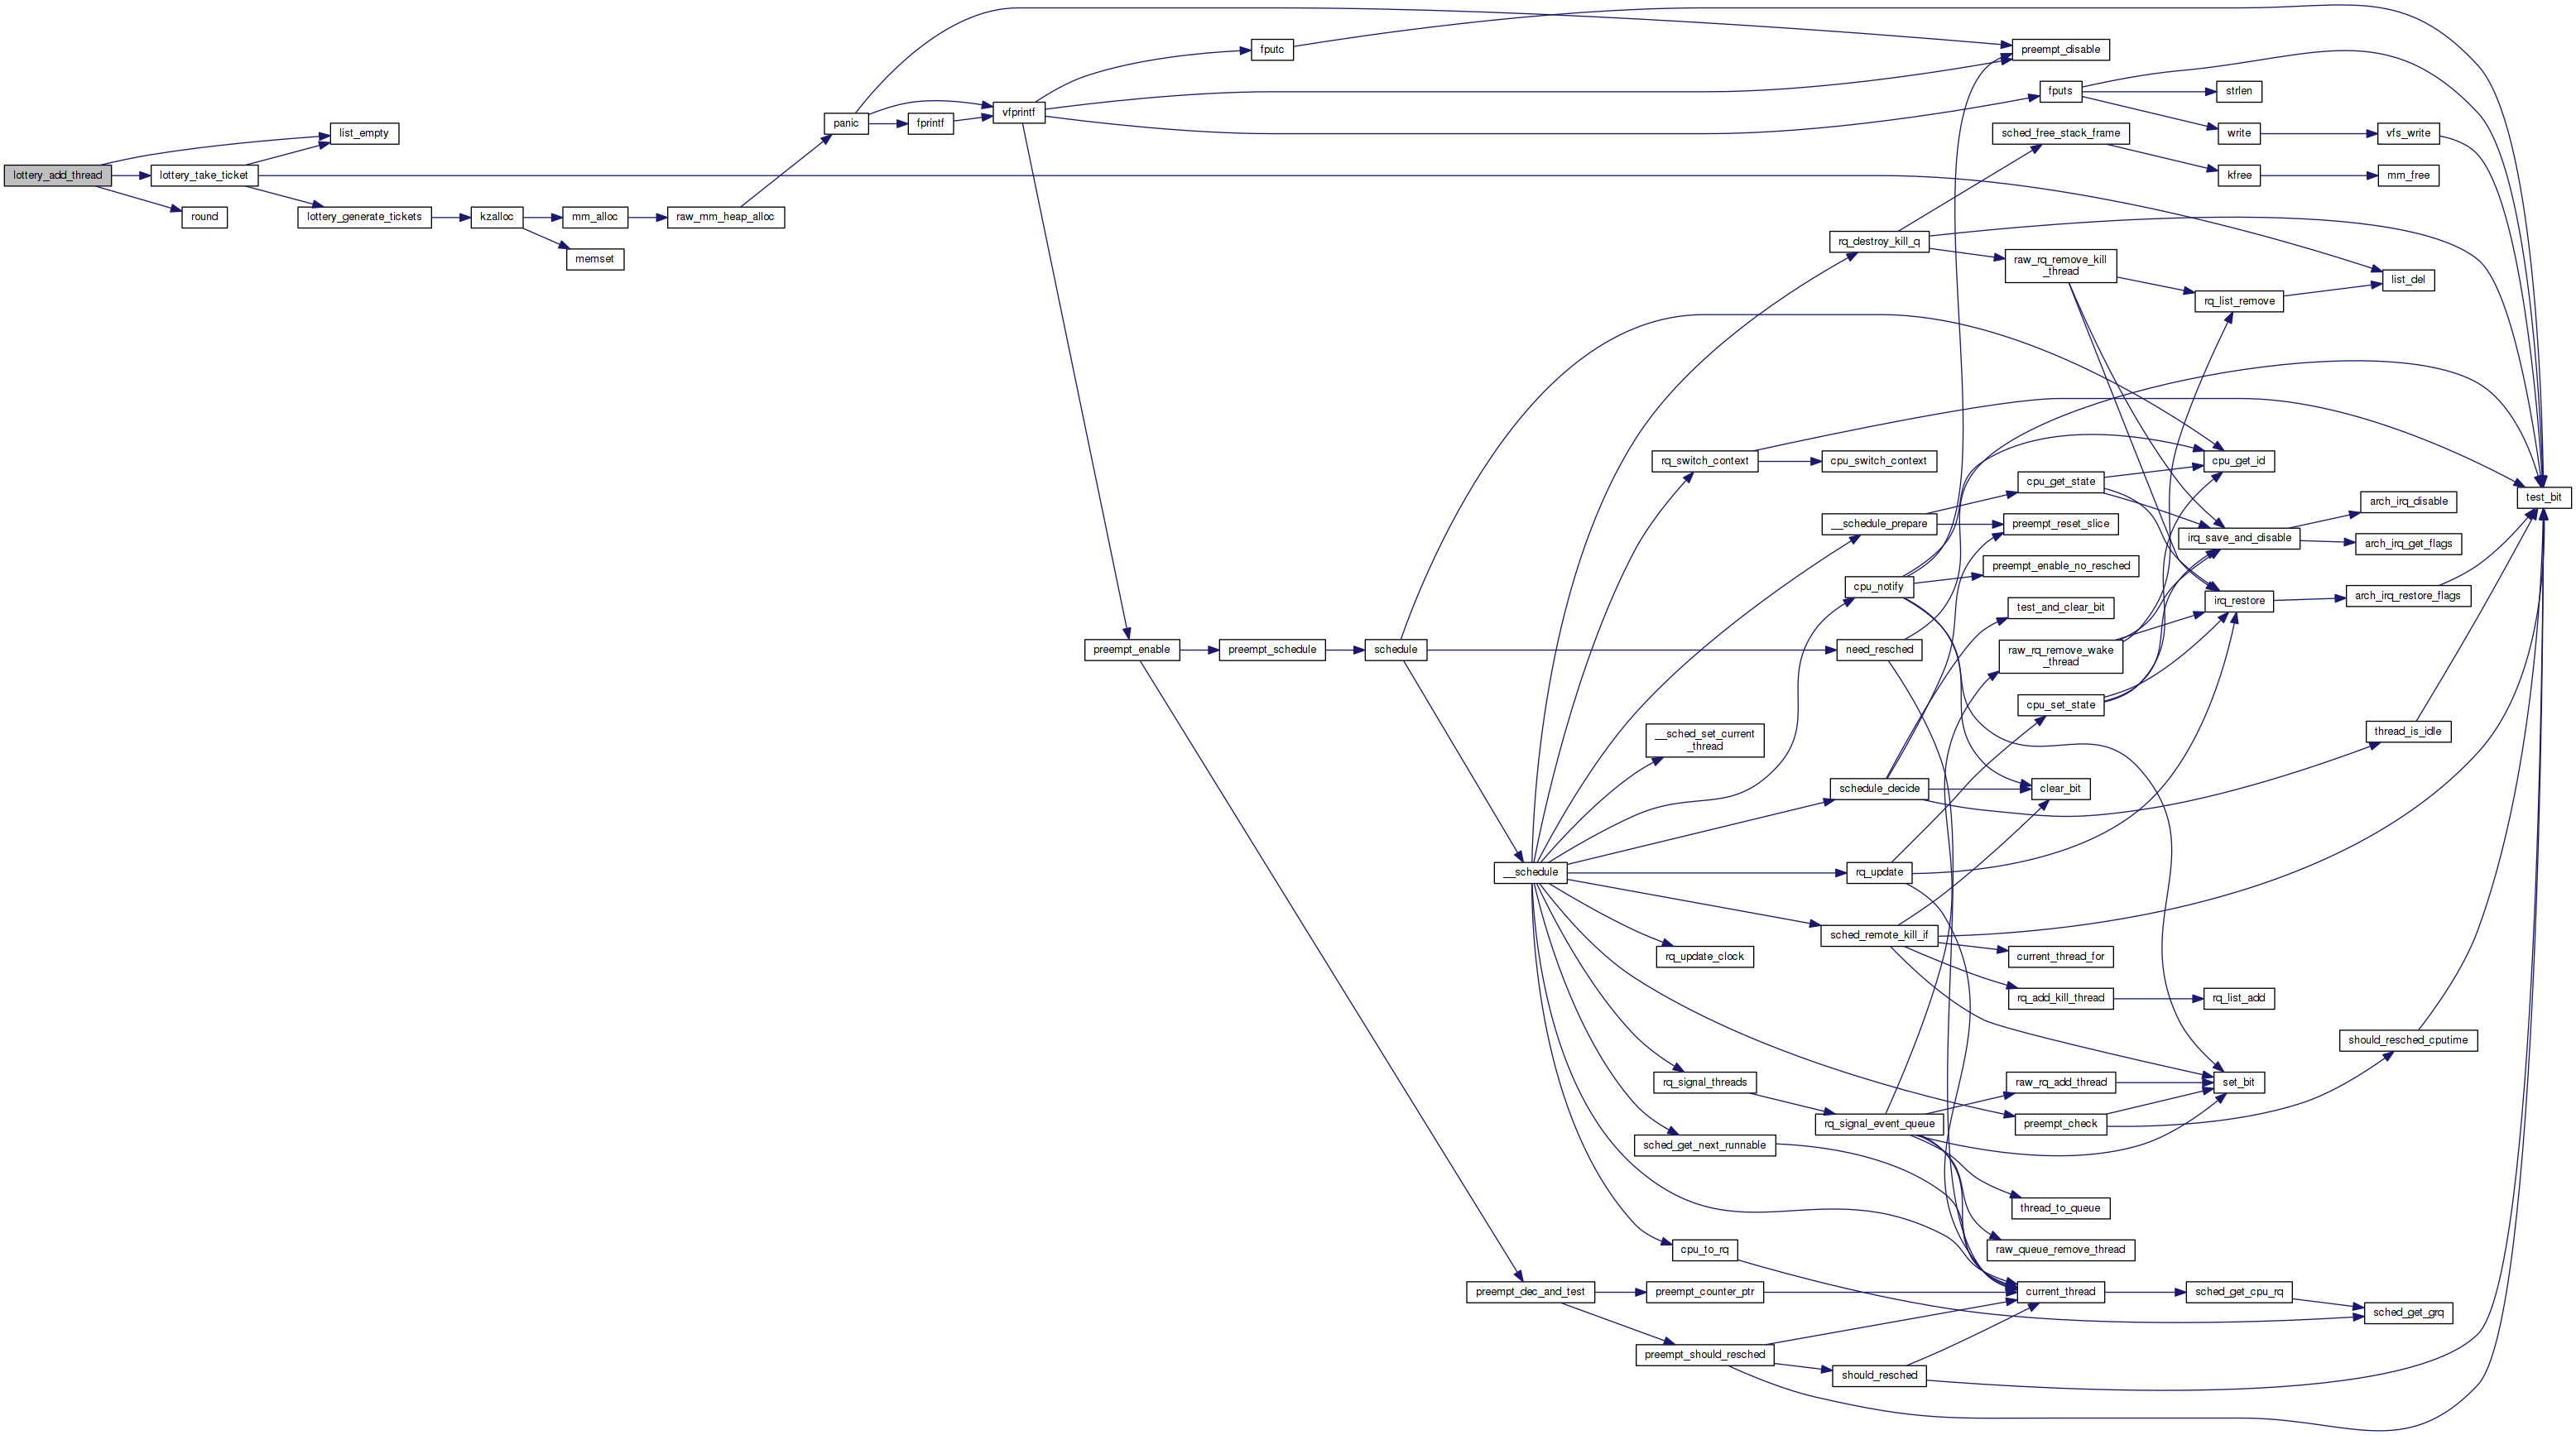 lottery_add_thread
list_empty
lottery_take_ticket
round
lottery_generate_tickets
kzalloc
mm_alloc
memset
raw_mm_heap_alloc
panic
fprintf
vfprintf
fputc
preempt_disable
fputs
strlen
write
vfs_write
sched_free_stack_frame
kfree
mm_free
rq_destroy_kill_q
raw_rq_remove_kill
_thread
rq_list_remove
list_del
rq_switch_context
cpu_switch_context
cpu_get_id
cpu_get_state
test_bit
arch_irq_disable
__schedule_prepare
preempt_reset_slice
irq_save_and_disable
arch_irq_get_flags
preempt_enable_no_resched
cpu_notify
test_and_clear_bit
irq_restore
arch_irq_restore_flags
preempt_enable
preempt_schedule
schedule
need_resched
raw_rq_remove_wake
_thread
cpu_set_state
__sched_set_current
_thread
thread_is_idle
schedule_decide
clear_bit
__schedule
rq_update
sched_remote_kill_if
rq_update_clock
current_thread_for
rq_add_kill_thread
rq_list_add
should_resched_cputime
rq_signal_threads
raw_rq_add_thread
set_bit
rq_signal_event_queue
preempt_check
sched_get_next_runnable
thread_to_queue
cpu_to_rq
raw_queue_remove_thread
preempt_dec_and_test
preempt_counter_ptr
current_thread
sched_get_cpu_rq
sched_get_grq
preempt_should_resched
should_resched